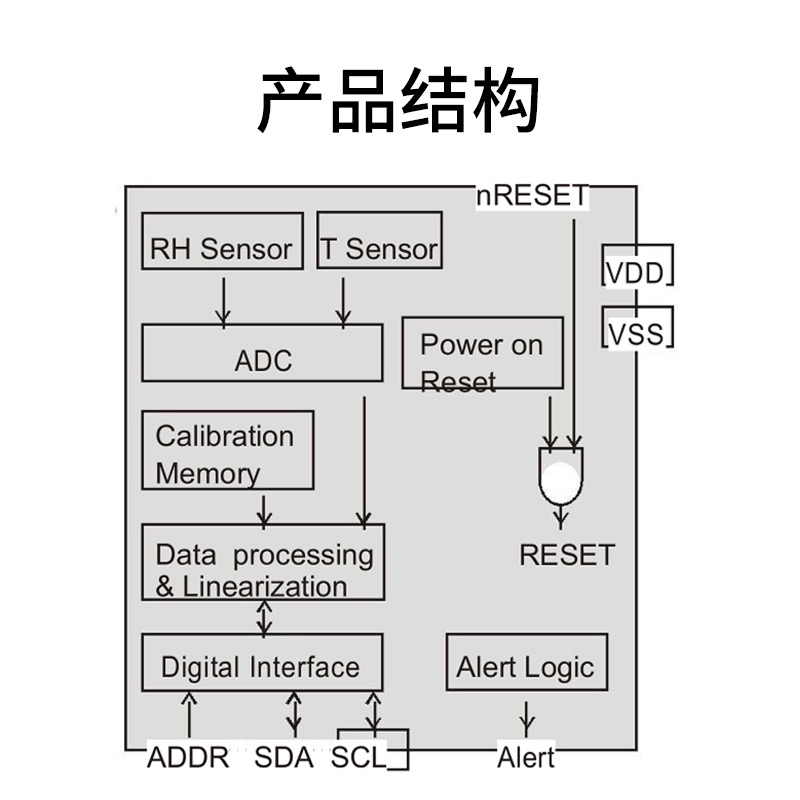 产品结构
nRESET
RH Sensor
T Sensor
VDD
VSS
ADC
Power on
Reset
Calibration
Memory
Data processing
& Linearization
RESET
Digital Interface
Alert Logic
ADDR
SDA
SCL
Alert